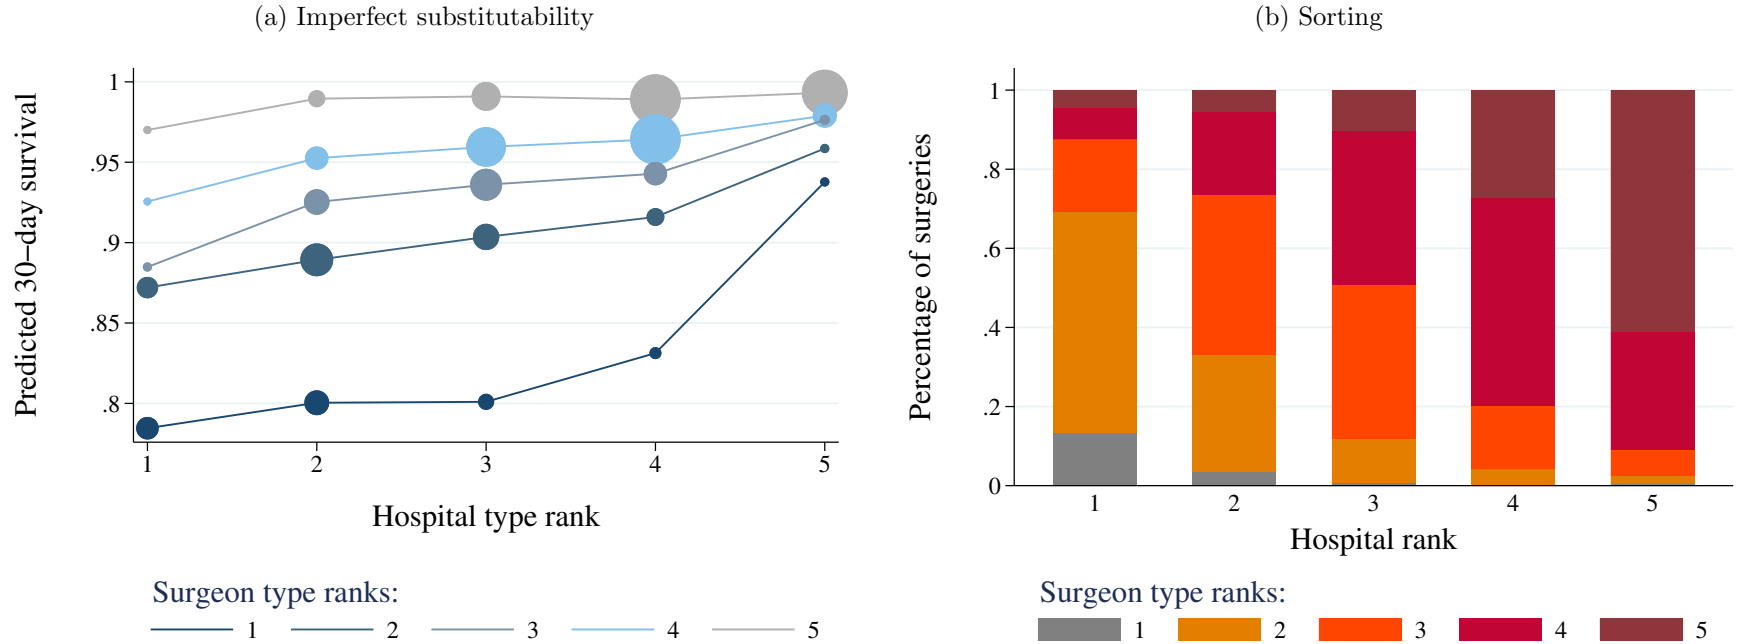 (a) Imperfect substitutability
Predicted 30–day survival
1
.95
.9
.85
.8
1 2 3 4 5
Hospital type rank
Surgeon type ranks:
1 2 3 4 5
(b) Sorting
Percentage of surgeries
1
.8
.6
.4
.2
0
1 2 3 4 5
Hospital rank
Surgeon type ranks:
1 2 3 4 5